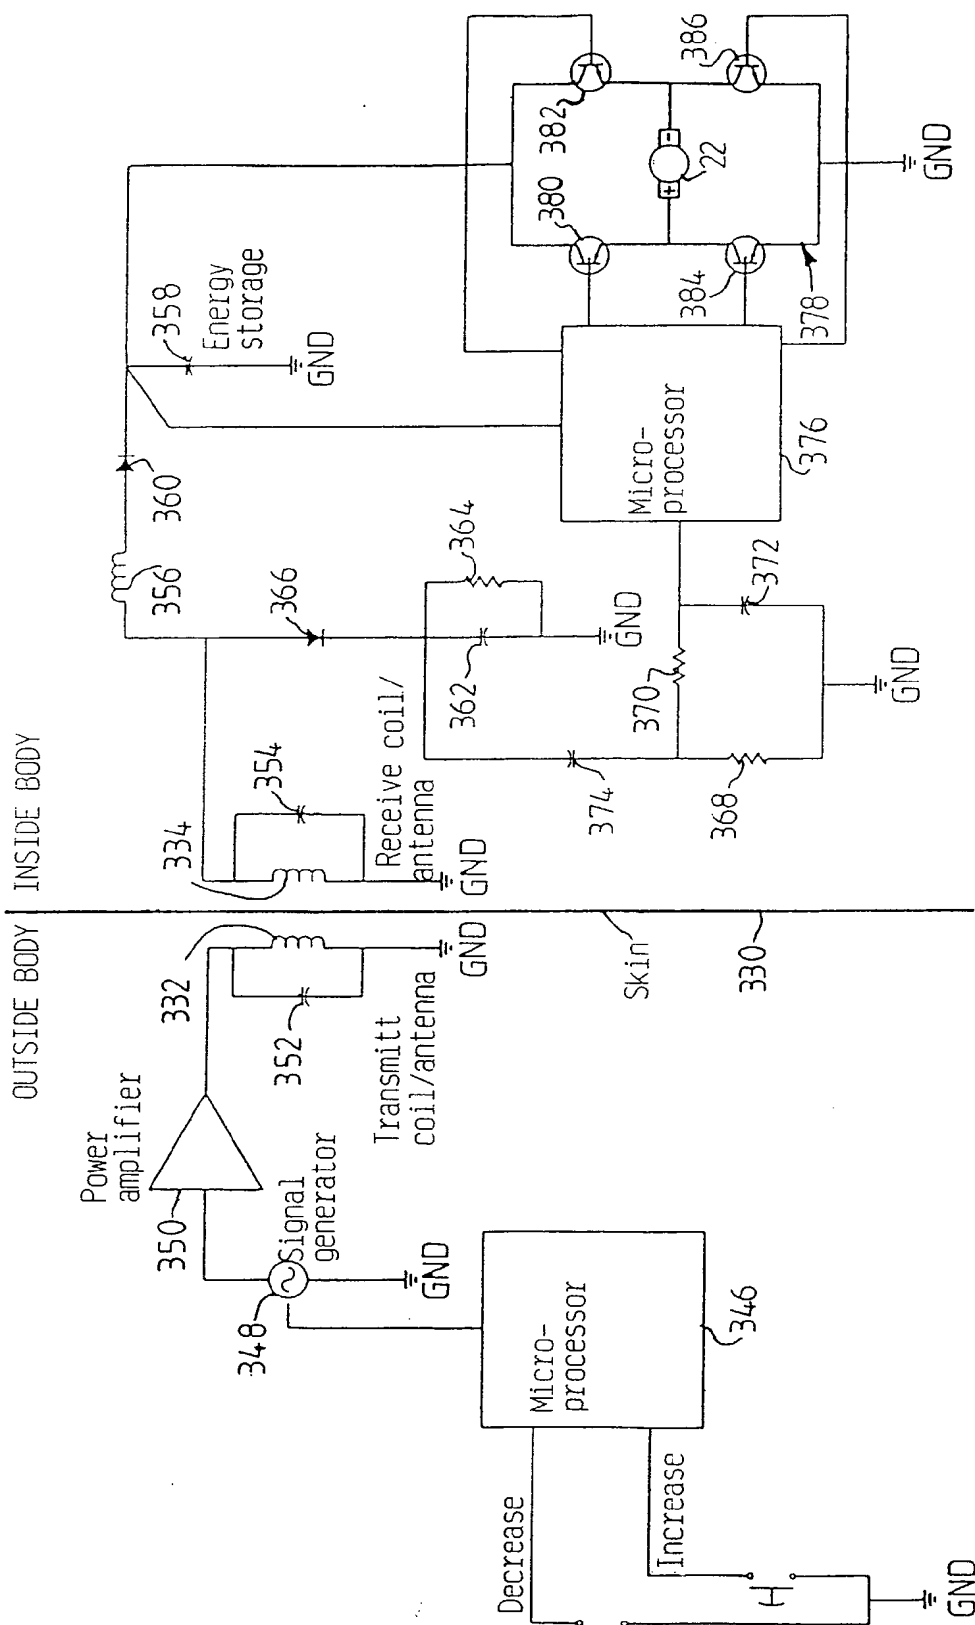 OUTSIDE BODY
INSIDE BODY
Power
amplifier
350
332
352
Transmitt
coil/antenna
GND
348
Signal
generator
GND
Micro-
processor
346
Decrease
Increase
GND
Skin
330
334
354
Receive coil/
antenna
GND
356
360
358
Energy
storage
GND
366
364
362
GND
374
370
372
368
GND
Micro-
processor
376
380
382
384
386
+
-
22
378
GND